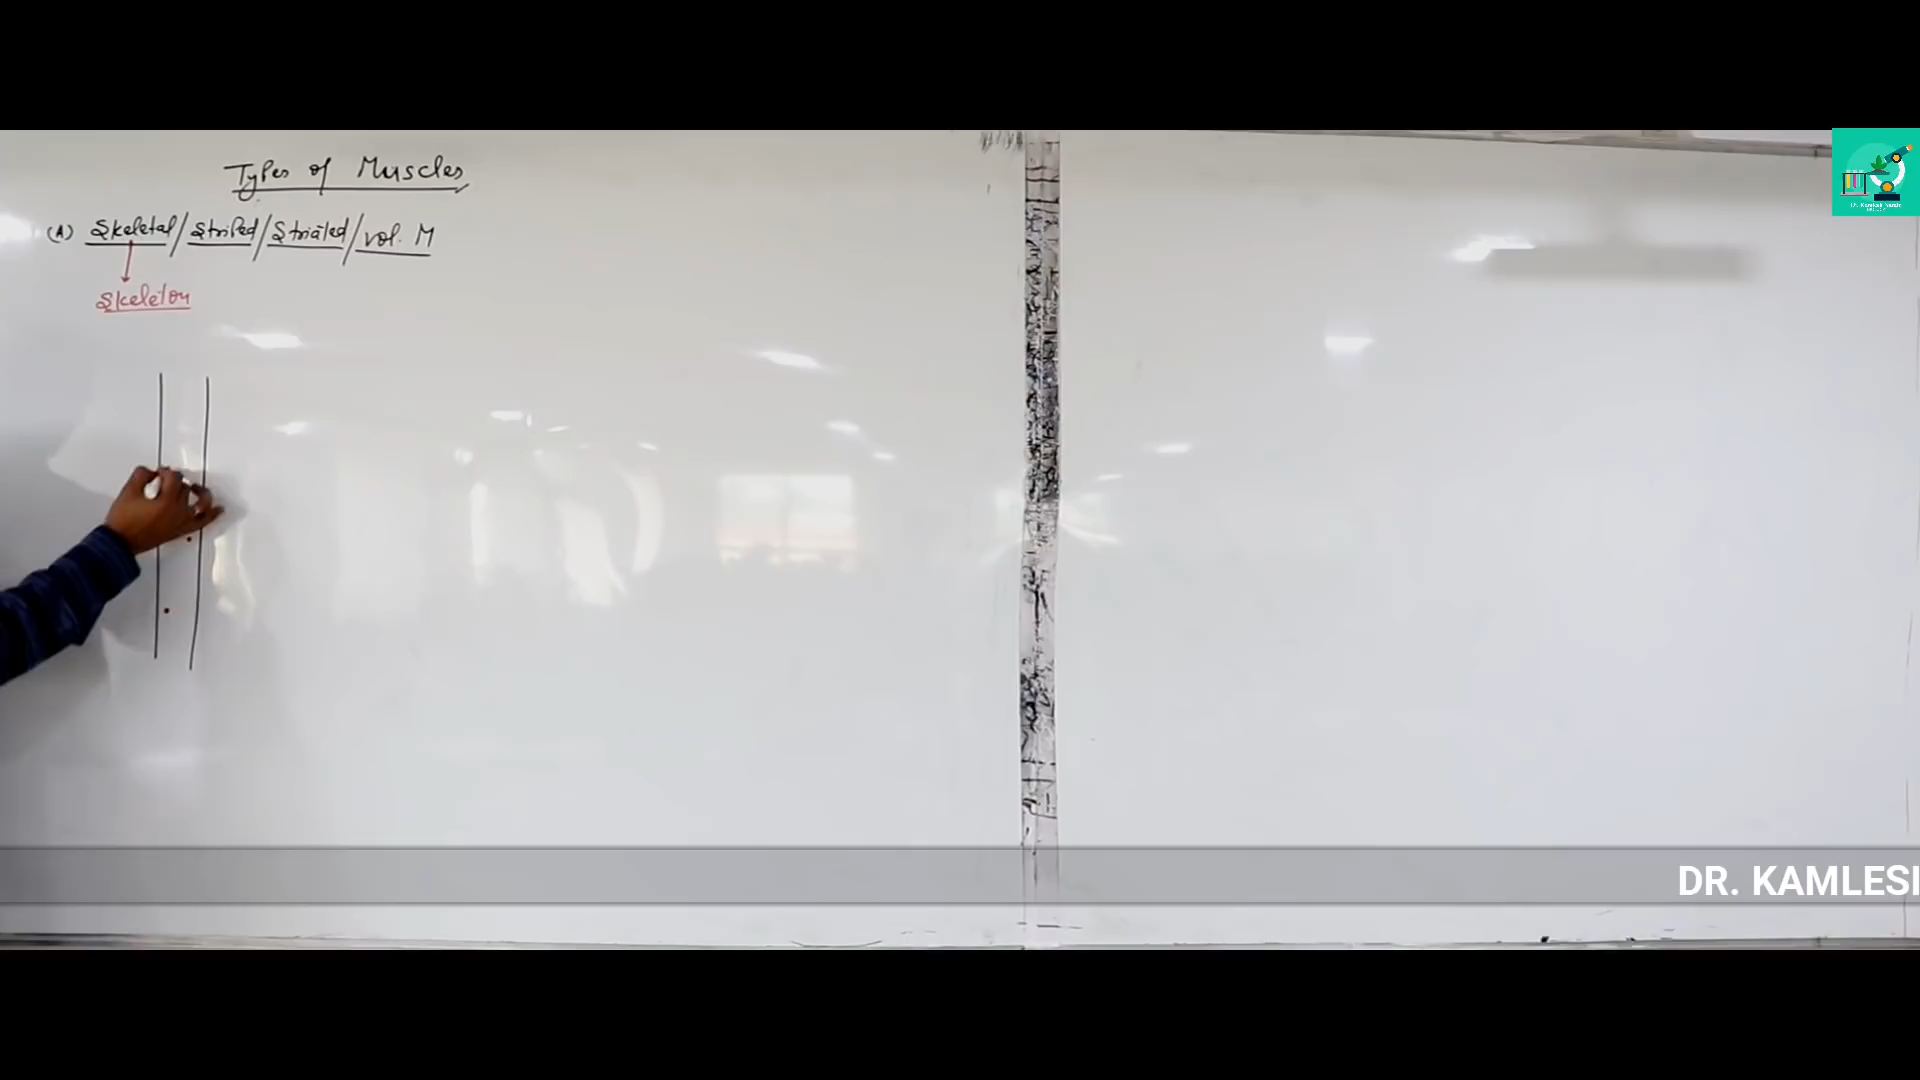 Types of Muscles
(A) Skeletal/Striped/Striated/vol. M
Skeleton
DR. KAMLESI